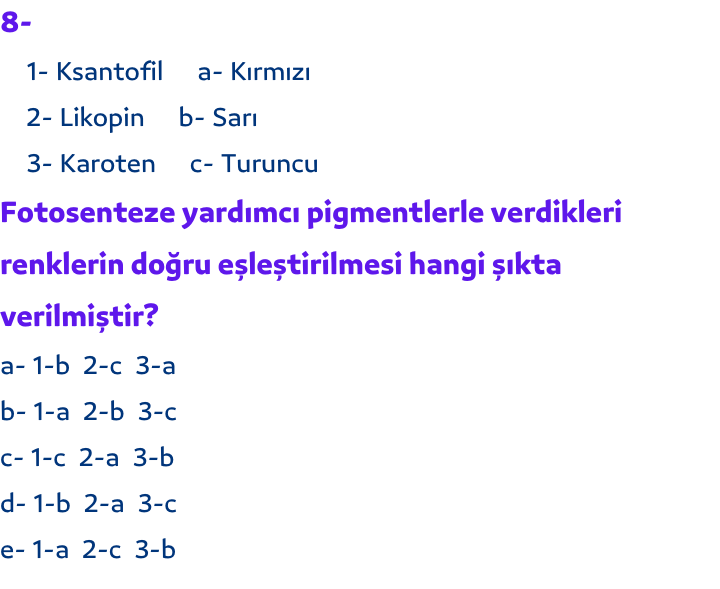 8-
1- Ksantofil a- Kırmızı
2- Likopin b- Sarı
3- Karoten c- Turuncu
Fotosenteze yardımcı pigmentlerle verdikleri
renklerin doğru eşleştirilmesi hangi şıkta
verilmiştir?
a- 1-b 2-c 3-a
b- 1-a 2-b 3-c
c- 1-c 2-a 3-b
d- 1-b 2-a 3-c
e- 1-a 2-c 3-b